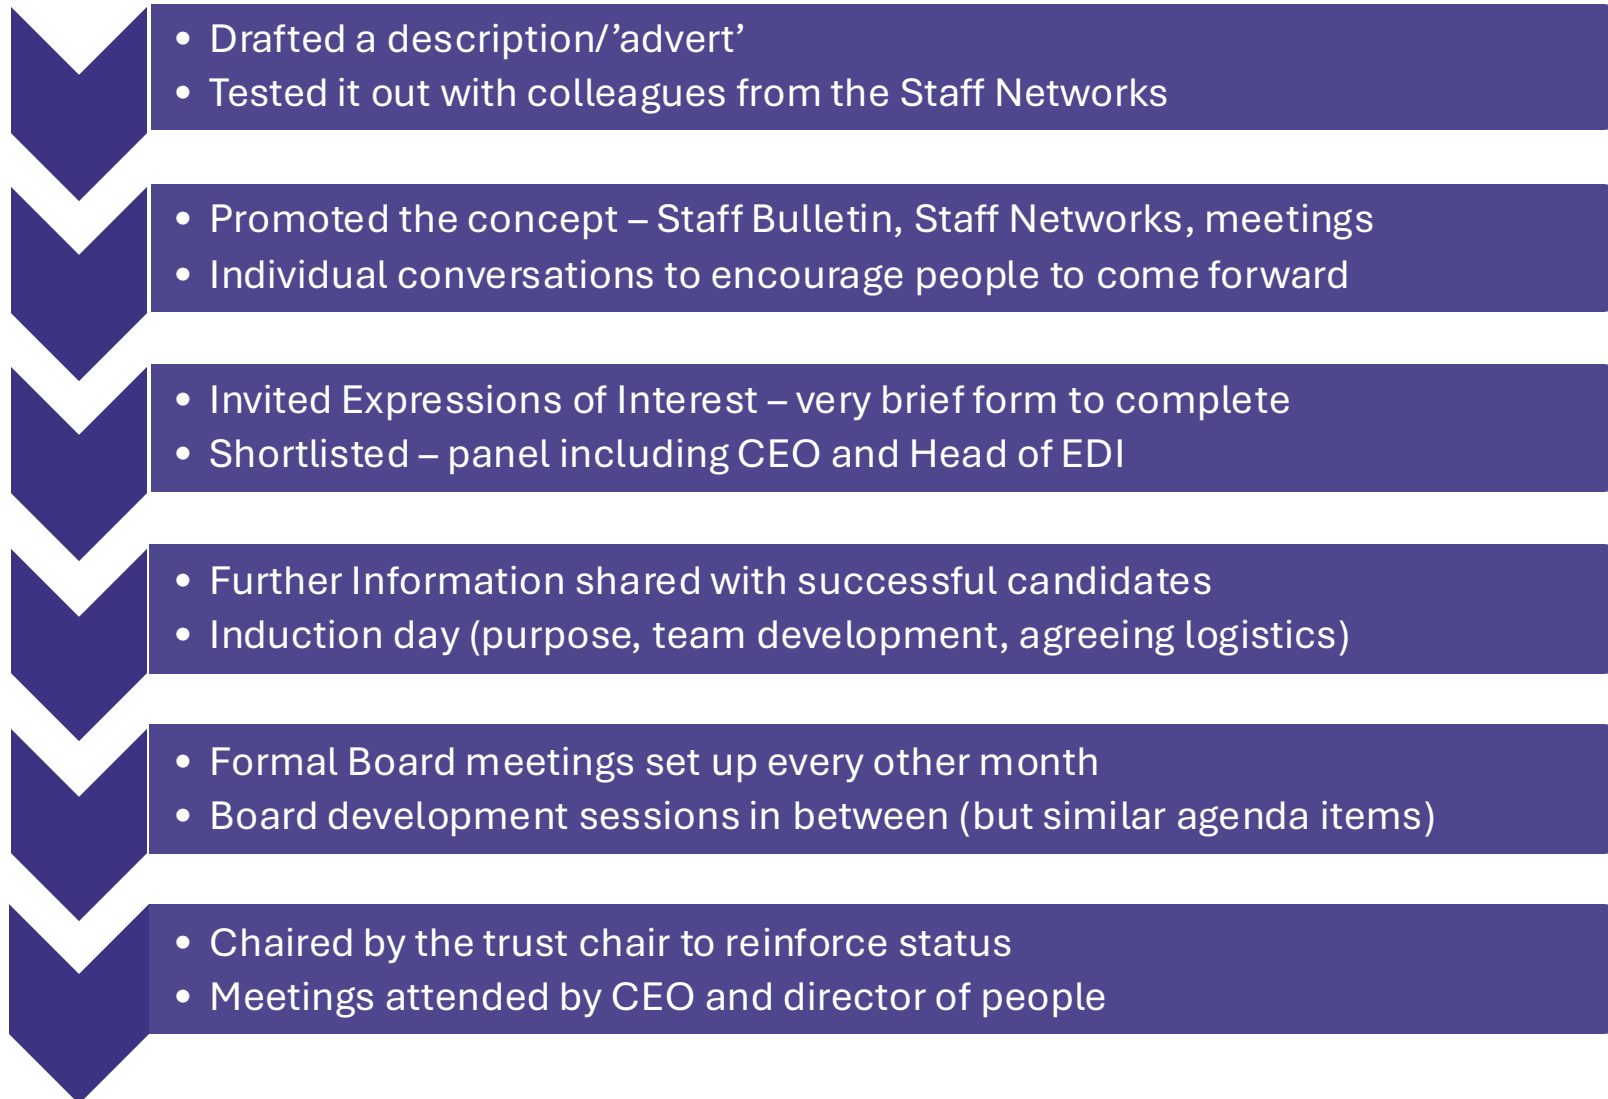 • Drafted a description/’advert’
• Tested it out with colleagues from the Staff Networks
• Promoted the concept – Staff Bulletin, Staff Networks, meetings
• Individual conversations to encourage people to come forward
• Invited Expressions of Interest – very brief form to complete
• Shortlisted – panel including CEO and Head of EDI
• Further Information shared with successful candidates
• Induction day (purpose, team development, agreeing logistics)
• Formal Board meetings set up every other month
• Board development sessions in between (but similar agenda items)
• Chaired by the trust chair to reinforce status
• Meetings attended by CEO and director of people